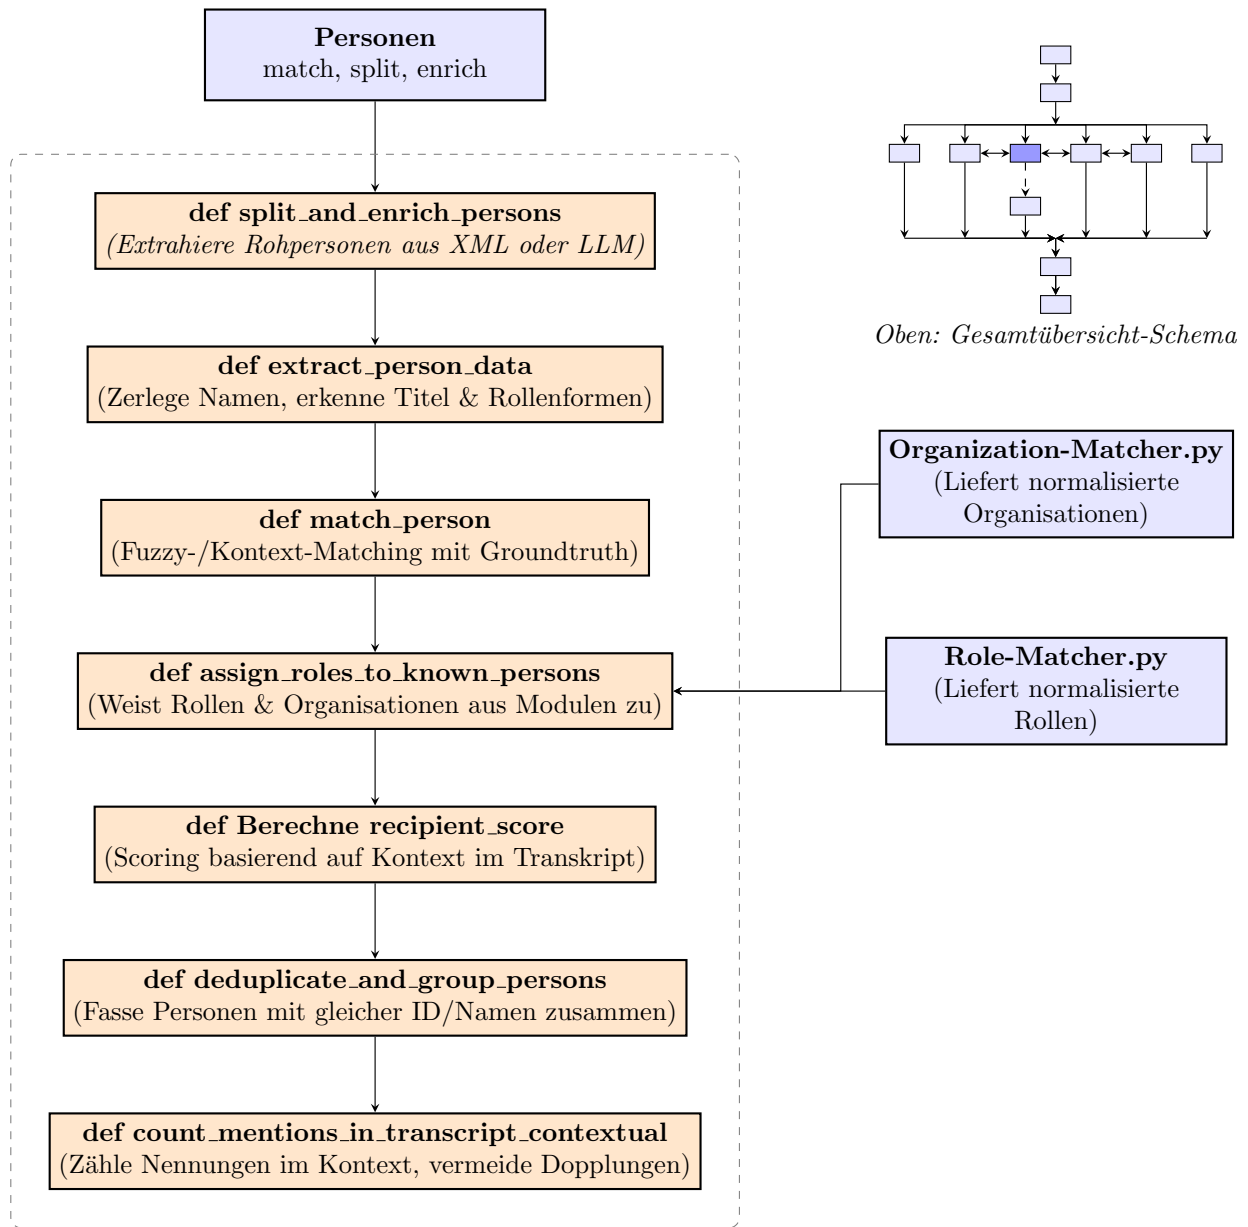 Personen
match, split, enrich
def split_and_enrich_persons
(Extrahiere Rohpersonen aus XML oder LLM)
def extract_person_data
(Zerlege Namen, erkenne Titel & Rollenformen)
def match_person
(Fuzzy-/Kontext-Matching mit Groundtruth)
def assign_roles_to_known_persons
(Weist Rollen & Organisationen aus Modulen zu)
def Berechne recipient_score
(Scoring basierend auf Kontext im Transkript)
def deduplicate_and_group_persons
(Fasse Personen mit gleicher ID/Namen zusammen)
def count_mentions_in_transcript_contextual
(Zähle Nennungen im Kontext, vermeide Dopplungen)
Oben: Gesamtübersicht-Schema
Organization-Matcher.py
(Liefert normalisierte
Organisationen)
Role-Matcher.py
(Liefert normalisierte
Rollen)